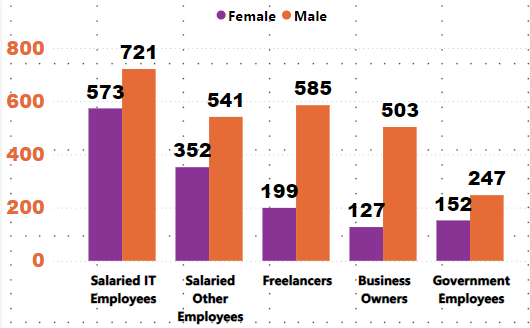 Female Male
800
600
400
200
0
573
721
352
541
199
585
127
503
152
247
Salaried IT
Employees
Salaried
Other
Employees
Freelancers
Business
Owners
Government
Employees